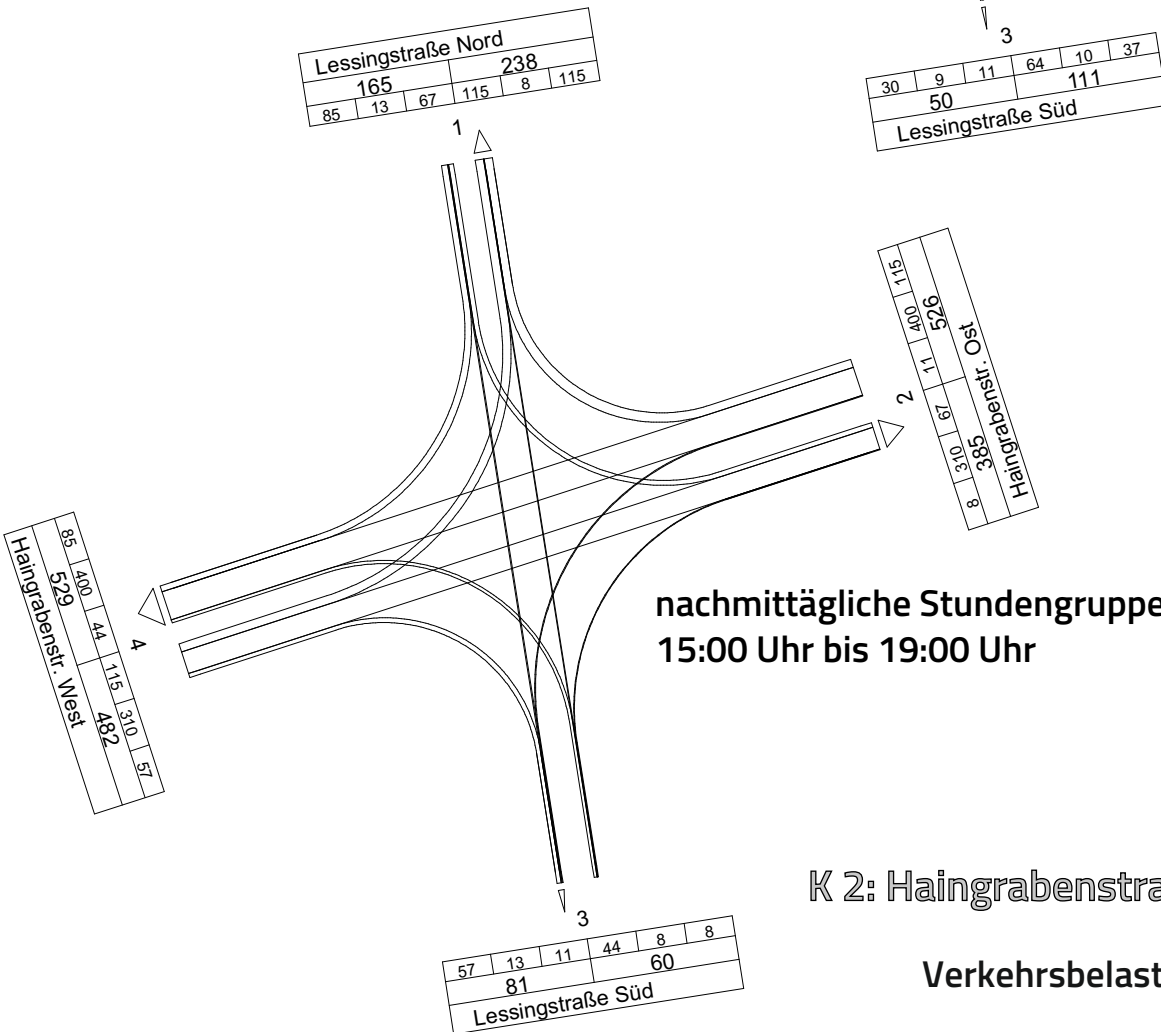 3
30 9 11 64 10 37
50 111
Lessingstraße Süd
Lessingstraße Nord
165 238
85 13 67 115 8 115
1
8 310 67 11 400 115
385 526
Haingrabenstr. Ost
2
85 400 44 115 310 57
529 482
Haingrabenstr. West
4
nachmittägliche Stundengruppe
15:00 Uhr bis 19:00 Uhr
3
57 13 11 44 8 8
81 60
Lessingstraße Süd
K 2: Haingrabenstra
Verkehrsbelast